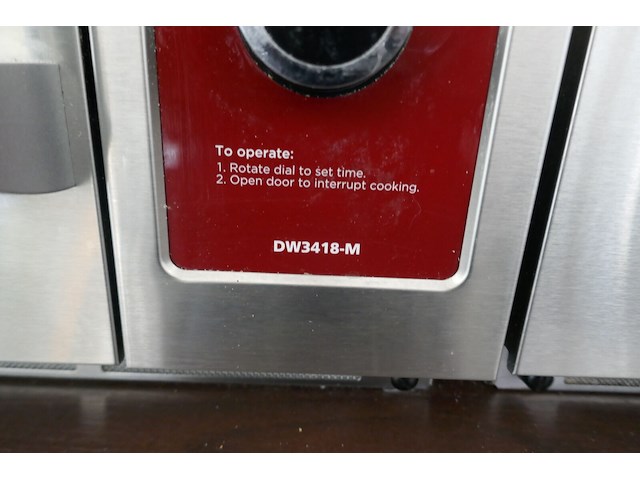 To operate:
1. Rotate dial to set time.
2. Open door to interrupt cooking.
DW3418-M